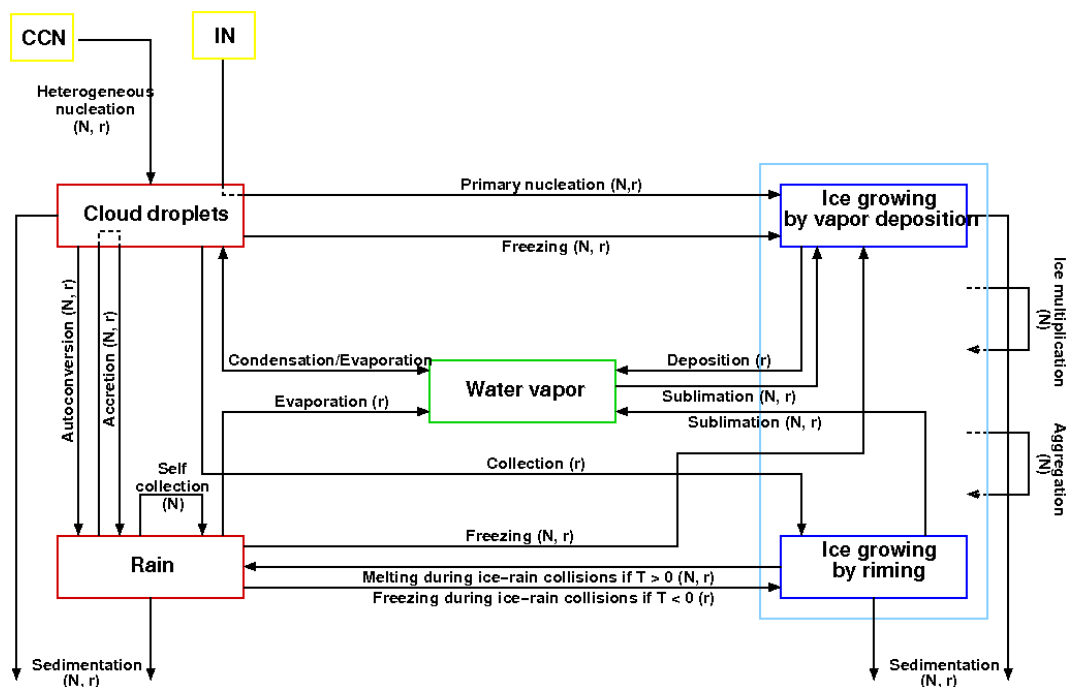 CCN
IN
Heterogeneous
nucleation
(N, r)
Primary nucleation (N,r)
Cloud droplets
Ice growing
by vapor deposition
Freezing (N, r)
Autoconversion (N, r)
Accretion (N, r)
Ice multiplication
(N)
Condensation/Evaporation
Deposition (r)
Water vapor
Evaporation (r)
Sublimation (N, r)
Sublimation (N, r)
Aggregation
(N)
Collection (r)
Self
collection
(N)
Freezing (N, r)
Rain
Ice growing
by riming
Melting during ice–rain collisions if T > 0 (N, r)
Freezing during ice–rain collisions if T < 0 (r)
Sedimentation
(N, r)
Sedimentation
(N, r)